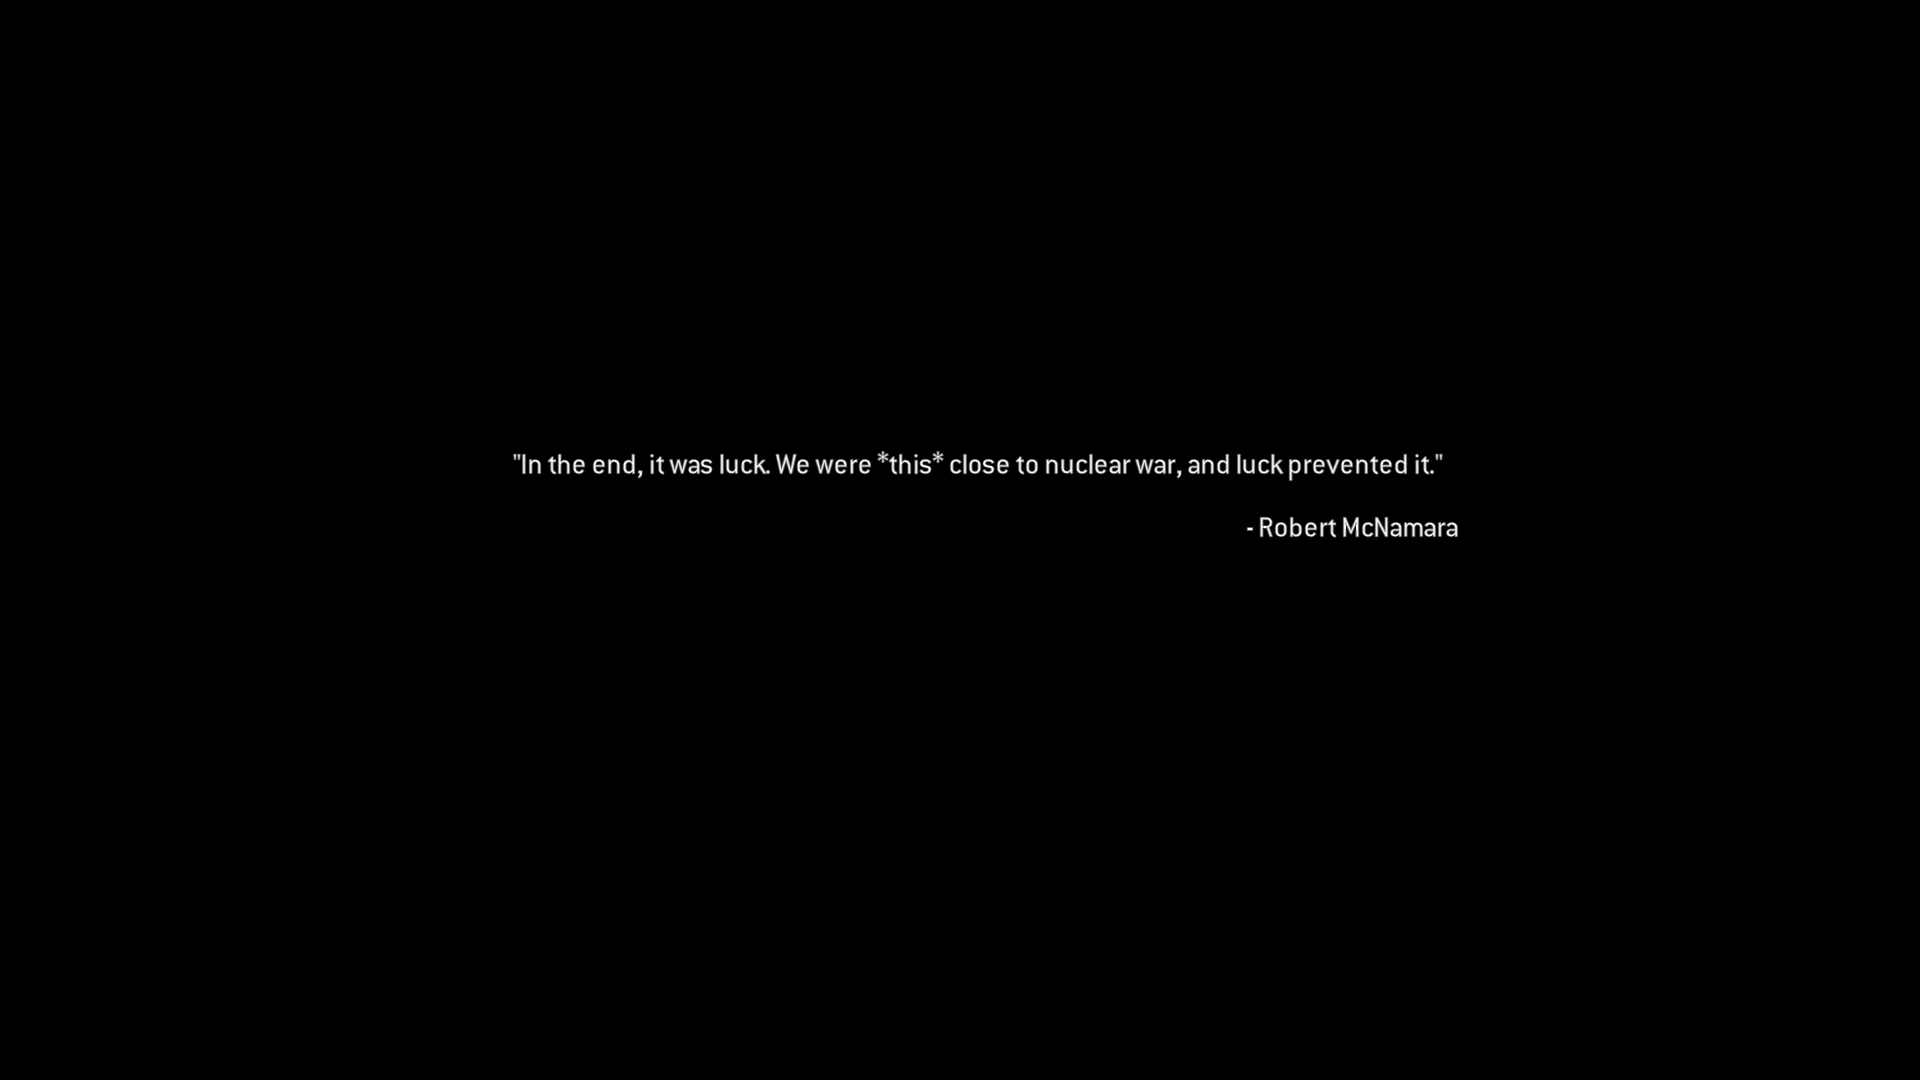 "In the end, it was luck. We were *this* close to nuclear war, and luck prevented it."
- Robert McNamara